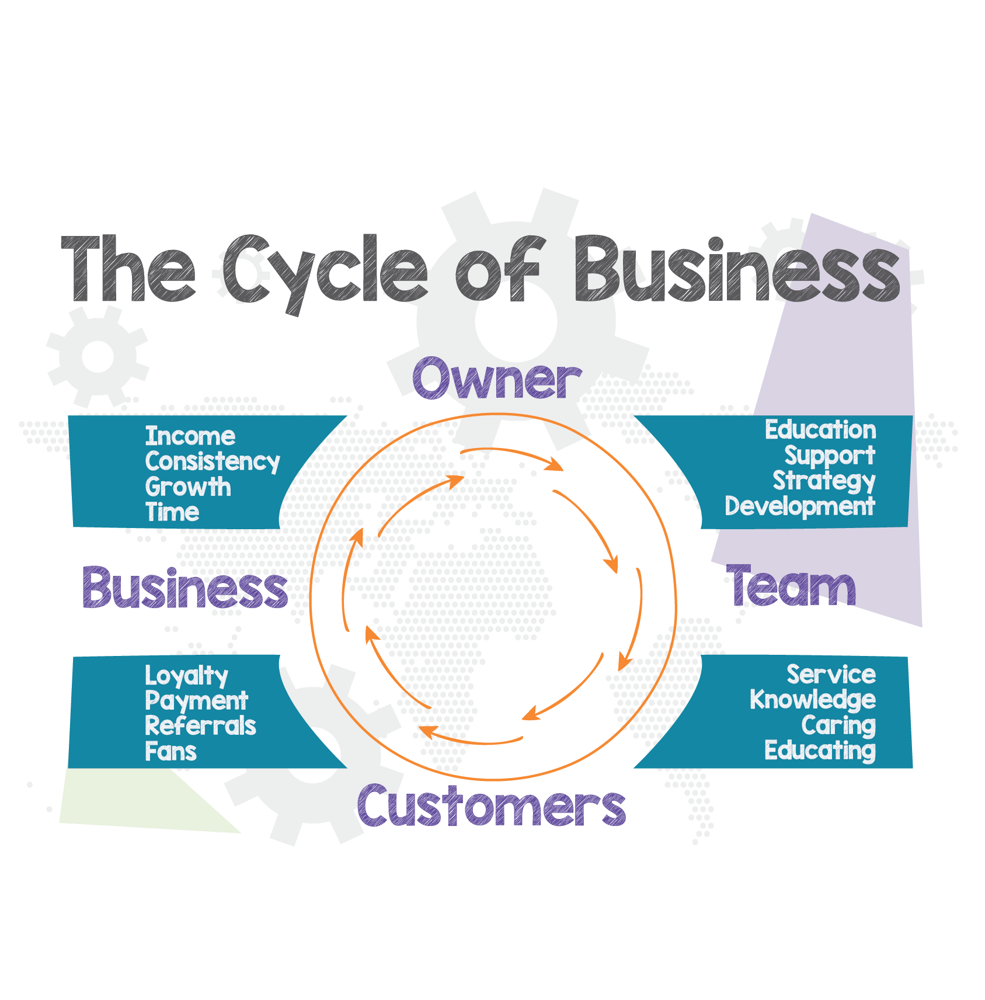 The Cycle of Business
Owner
Income
Consistency
Growth
Time
Education
Support
Strategy
Development
Business
Team
Loyalty
Payment
Referrals
Fans
Service
Knowledge
Caring
Educating
Customers